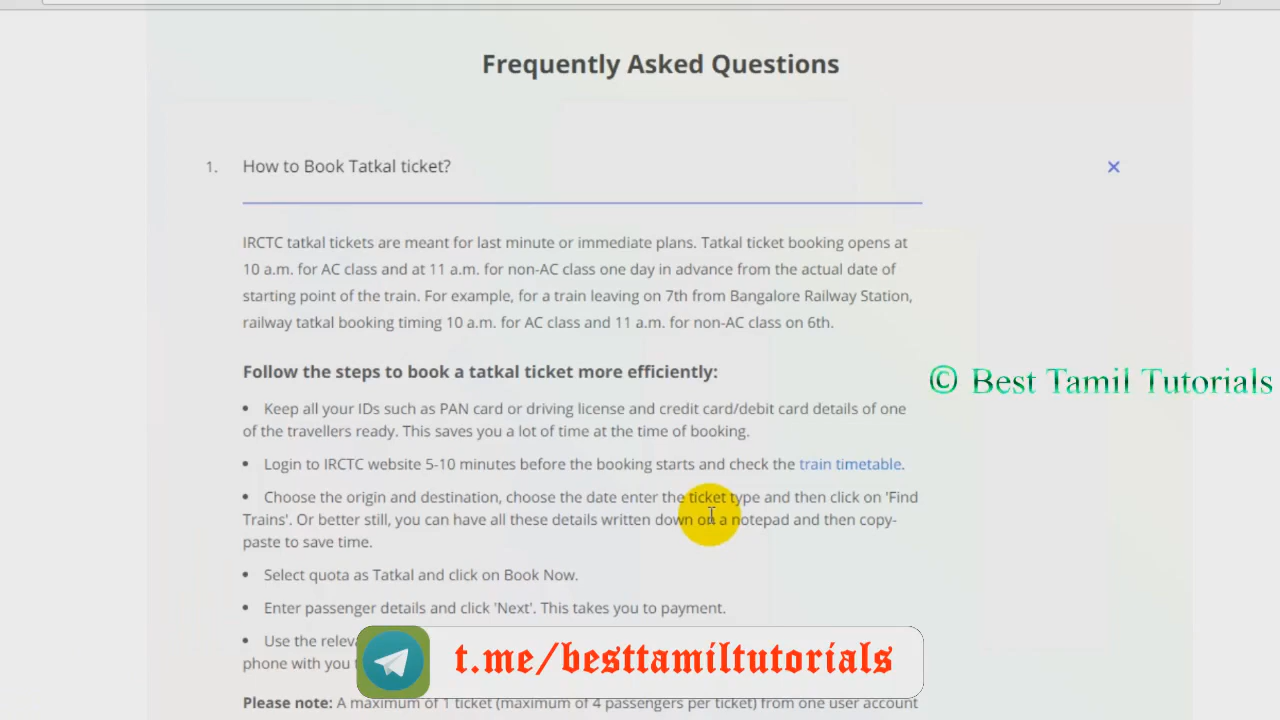 Frequently Asked Questions
1. How to Book Tatkal ticket?
IRCTC tatkal tickets are meant for last minute or immediate plans. Tatkal ticket booking opens at
10 a.m. for AC class and at 11 a.m. for non-AC class one day in advance from the actual date of
starting point of the train. For example, for a train leaving on 7th from Bangalore Railway Station,
railway tatkal booking timing 10 a.m. for AC class and 11 a.m. for non-AC class on 6th.
Follow the steps to book a tatkal ticket more efficiently:
© Best Tamil Tutorials
• Keep all your IDs such as PAN card or driving license and credit card/debit card details of one
of the travellers ready. This saves you a lot of time at the time of booking.
• Login to IRCTC website 5-10 minutes before the booking starts and check the train timetable.
• Choose the origin and destination, choose the date enter the ticket type and then click on 'Find
Trains'. Or better still, you can have all these details written down on a notepad and then copy-
paste to save time.
• Select quota as Tatkal and click on Book Now.
• Enter passenger details and click 'Next'. This takes you to payment.
• Use the
phone with you
t.me/besttamiltutorials
Please note: A maximum of 1 ticket (maximum of 4 passengers per ticket) from one user account